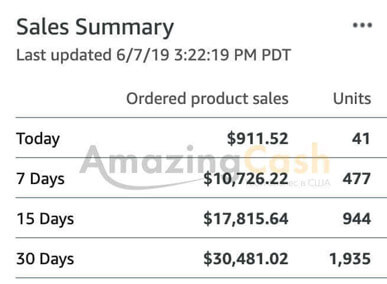 Sales Summary
Last updated 6/7/19 3:22:19 PM PDT
Ordered product sales Units
Today $911.52 41
AmazingCash
7 Days $10,726.22 477
в США
15 Days $17,815.64 944
30 Days $30,481.02 1,935